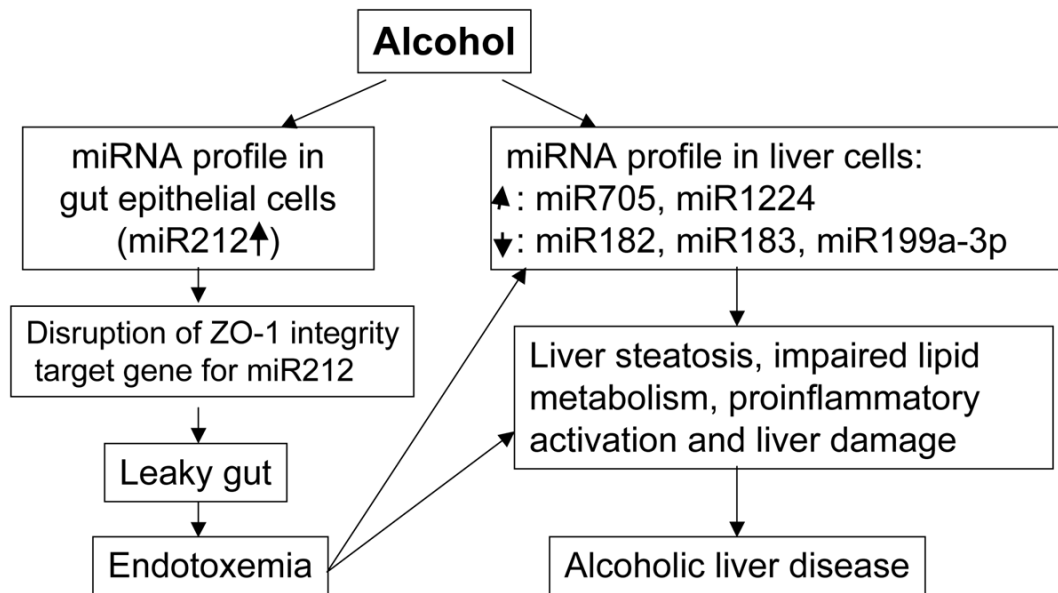 Alcohol
miRNA profile in
gut epithelial cells
(miR212↑)
Disruption of ZO-1 integrity
target gene for miR212
Leaky gut
Endotoxemia
miRNA profile in liver cells:
↑: miR705, miR1224
↓: miR182, miR183, miR199a-3p
Liver steatosis, impaired lipid
metabolism, proinflammatory
activation and liver damage
Alcoholic liver disease